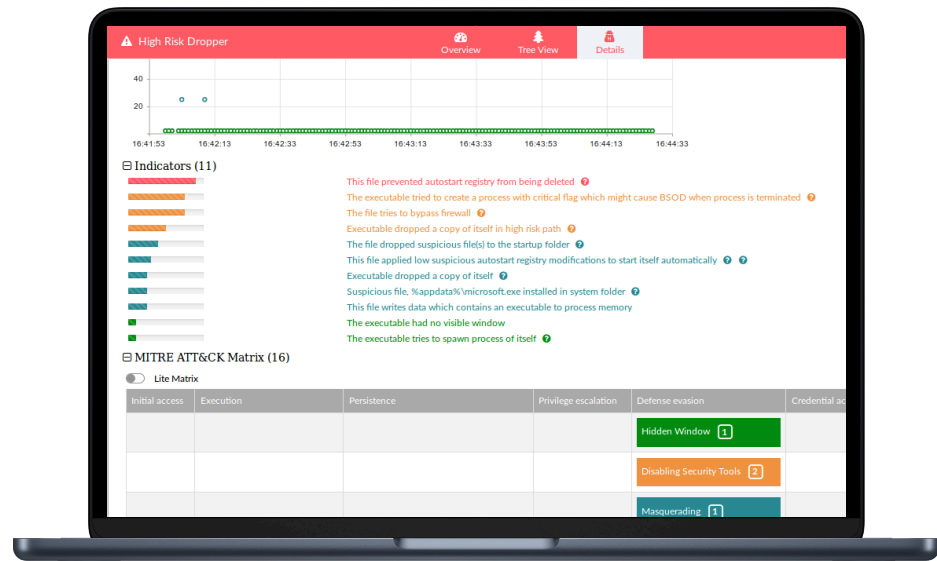 High Risk Dropper
Overview
Tree View
Details
40
20
16:41:53 16:42:13 16:42:33 16:42:53 16:43:13 16:43:33 16:43:53 16:44:13 16:44:33
Indicators (11)
This file prevented autostart registry from being deleted
The executable tried to create a process with critical flag which might cause BSOD when process is terminated
The file tries to bypass firewall
Executable dropped a copy of itself in high risk path
The file dropped suspicious file(s) to the startup folder
This file applied low suspicious autostart registry modifications to start itself automatically
Executable dropped a copy of itself
Suspicious file, %appdata%\microsoft.exe installed in system folder
This file writes data which contains an executable to process memory
The executable had no visible window
The executable tries to spawn process of itself
MITRE ATT&CK Matrix (16)
Lite Matrix
Initial access Execution Persistence Privilege escalation Defense evasion Credential ac
Hidden Window 1
Disabling Security Tools 2
Masquerading 1